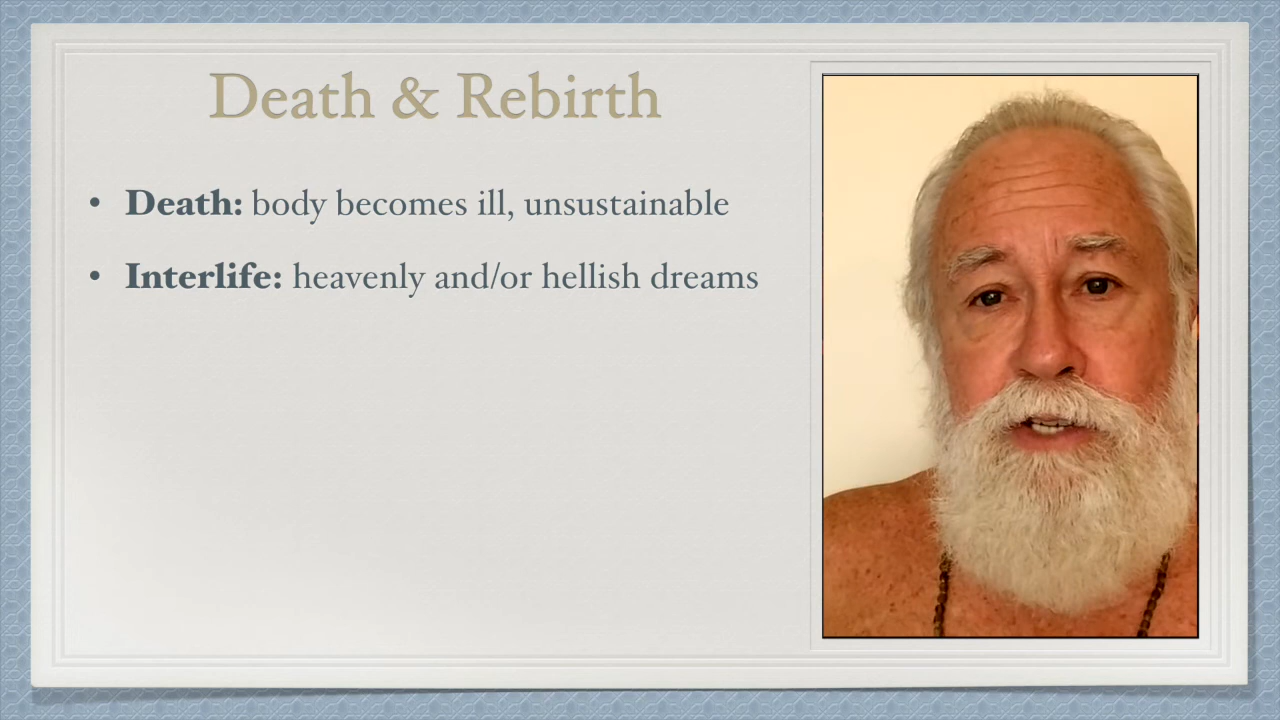 Death & Rebirth
• Death: body becomes ill, unsustainable
• Interlife: heavenly and/or hellish dreams